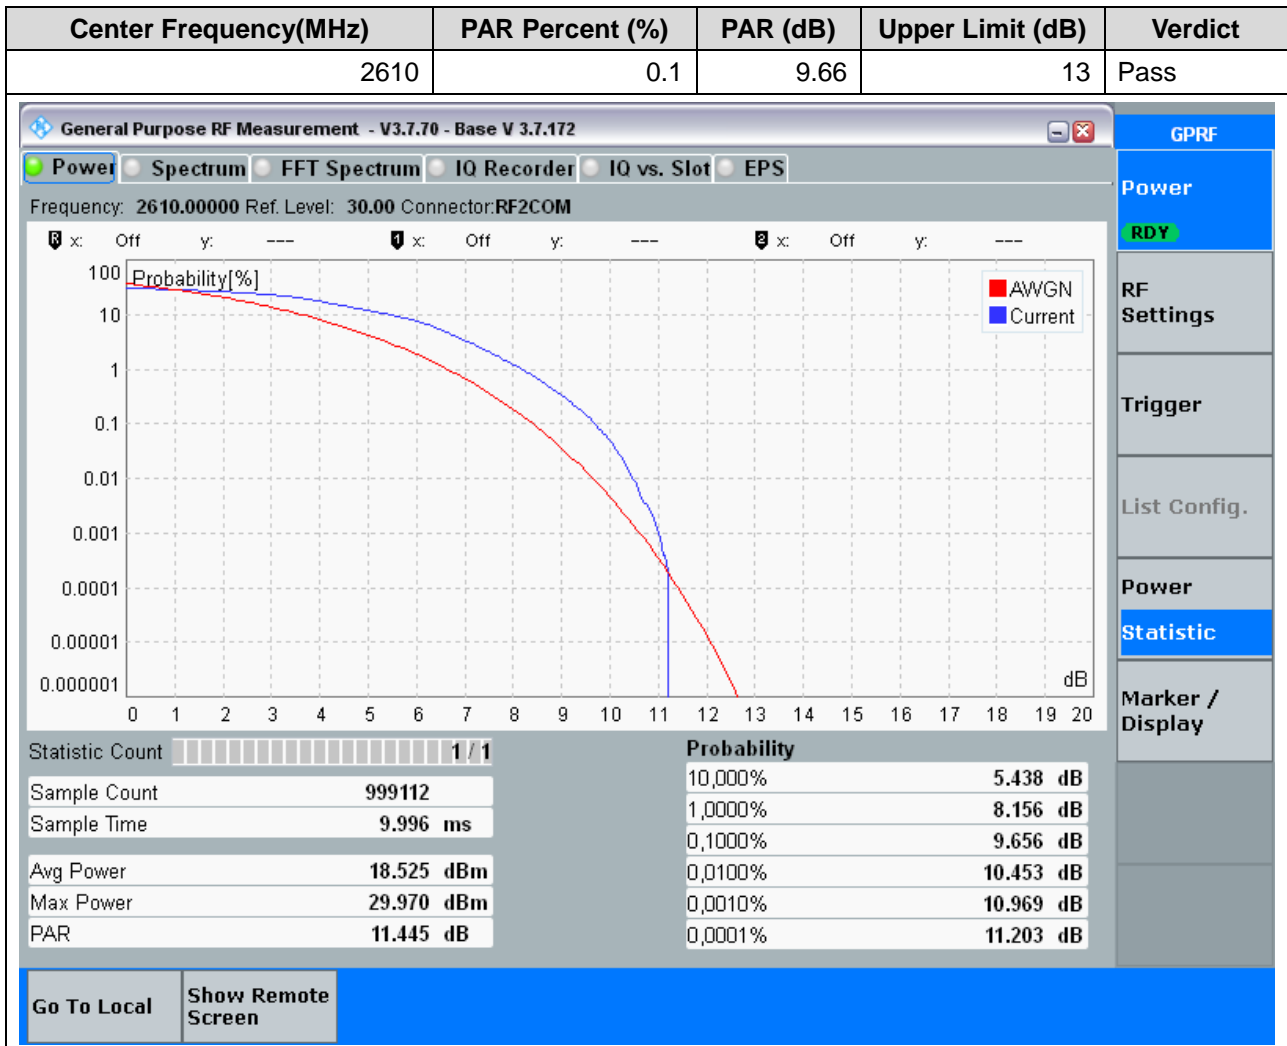 Center Frequency(MHz) PAR Percent (%) PAR (dB) Upper Limit (dB) Verdict
2610 0.1 9.66 13 Pass
General Purpose RF Measurement - V3.7.70 - Base V 3.7.172
GPRF
Power Spectrum FFT Spectrum IQ Recorder IQ vs. Slot EPS
Power
RDY
Frequency: 2610.00000 Ref. Level: 30.00 Connector:RF2COM
R x: Off y: --- 1 x: Off y: --- 2 x: Off y: ---
Probability[%]
AWGN
Current
100
10
1
0.1
0.01
0.001
0.0001
0.00001
0.000001
dB
0 1 2 3 4 5 6 7 8 9 10 11 12 13 14 15 16 17 18 19 20
RF
Settings
Trigger
List Config.
Power
Statistic
Marker /
Display
Statistic Count 1 / 1
Sample Count 999112
Sample Time 9.996 ms
Avg Power 18.525 dBm
Max Power 29.970 dBm
PAR 11.445 dB
Probability
10,000% 5.438 dB
1,0000% 8.156 dB
0,1000% 9.656 dB
0,0100% 10.453 dB
0,0010% 10.969 dB
0,0001% 11.203 dB
Go To Local
Show Remote
Screen